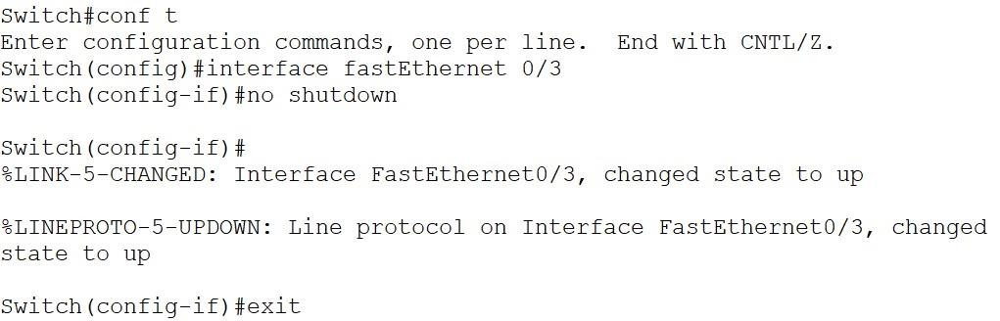 Switch#conf t
Enter configuration commands, one per line.  End with CNTL/Z.
Switch(config)#interface fastEthernet 0/3
Switch(config-if)#no shutdown
Switch(config-if)#
%LINK-5-CHANGED: Interface FastEthernet0/3, changed state to up
%LINEPROTO-5-UPDOWN: Line protocol on Interface FastEthernet0/3, changed
state to up
Switch(config-if)#exit